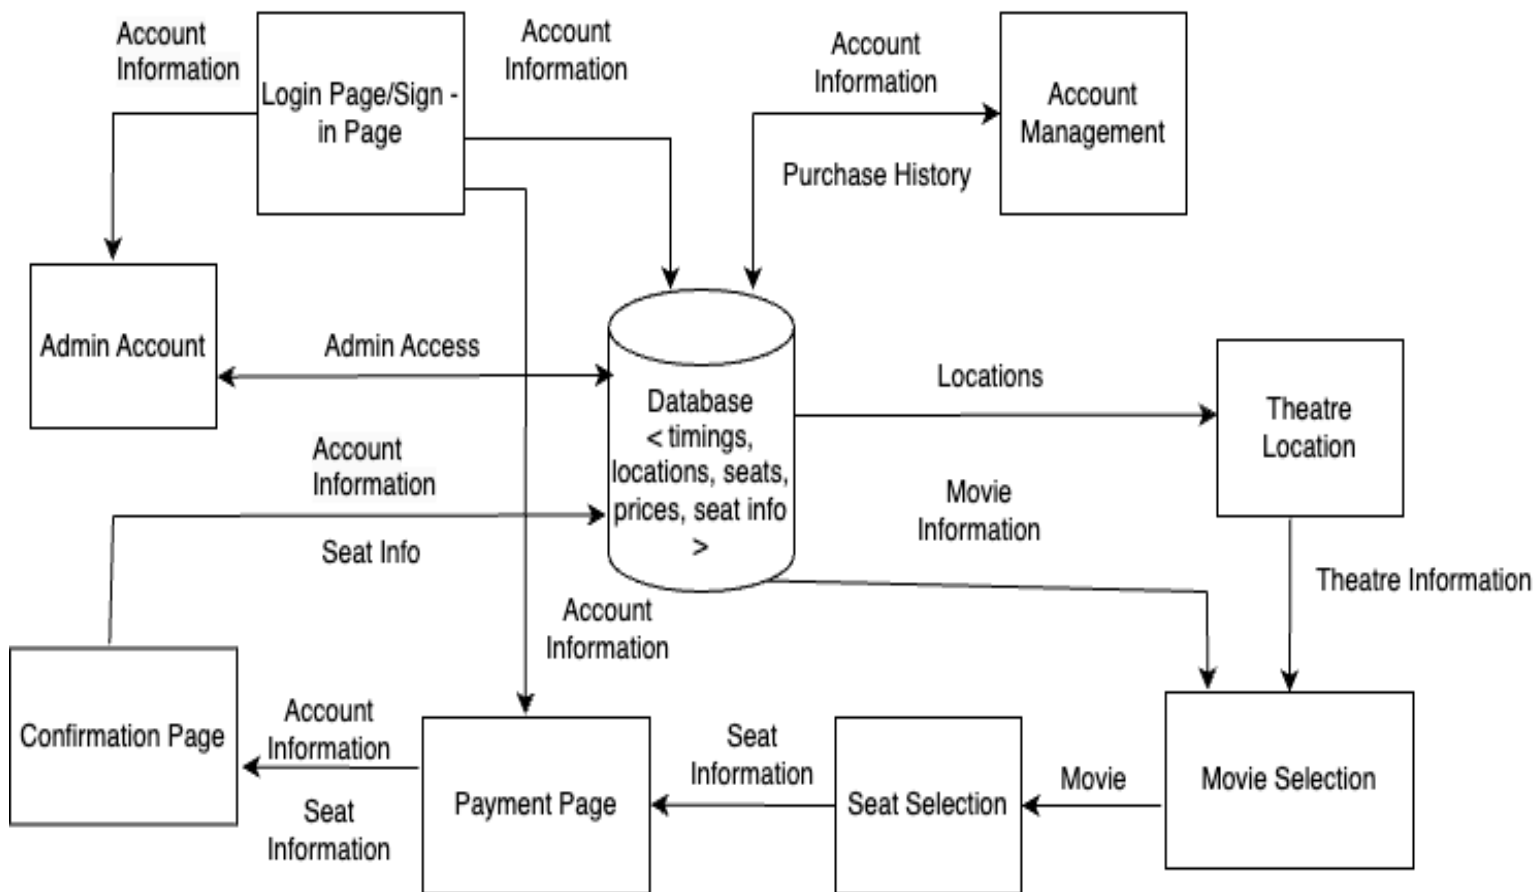 Account
Information
Login Page/Sign -
in Page
Account
Information
Account
Information
Account
Management
Purchase History
Admin Account
Admin Access
Database
< timings,
locations, seats,
prices, seat info
>
Locations
Theatre
Location
Account
Information
Seat Info
Movie
Information
Theatre Information
Account
Information
Confirmation Page
Account
Information
Seat
Information
Payment Page
Seat
Information
Seat Selection
Movie
Movie Selection